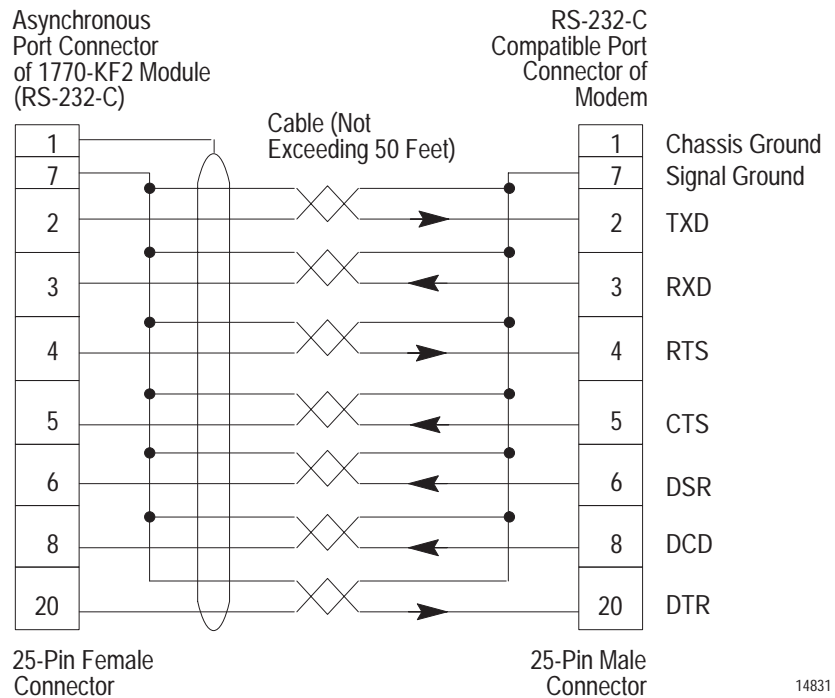 Asynchronous
Port Connector
of 1770-KF2 Module
(RS-232-C)
RS-232-C
Compatible Port
Connector of
Modem
Cable (Not
Exceeding 50 Feet)
1 1 Chassis Ground
7 7 Signal Ground
2 2 TXD
3 3 RXD
4 4 RTS
5 5 CTS
6 6 DSR
8 8 DCD
20 20 DTR
25-Pin Female
Connector
25-Pin Male
Connector
14831